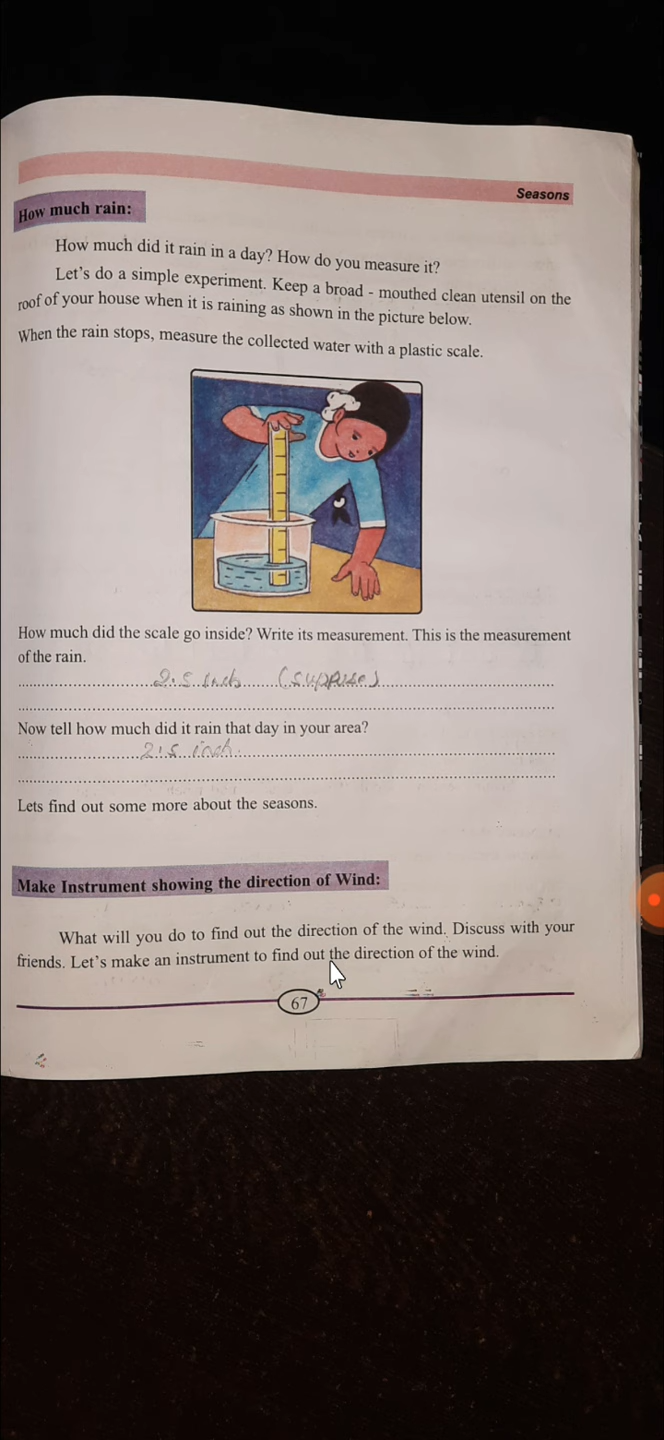 Seasons
How much rain:
How much did it rain in a day? How do you measure it?
Let's do a simple experiment. Keep a broad - mouthed clean utensil on the
roof of your house when it is raining as shown in the picture below.
When the rain stops, measure the collected water with a plastic scale.
How much did the scale go inside? Write its measurement. This is the measurement
of the rain.
2.5 inch
Now tell how much did it rain that day in your area?
2.5 inch.
Lets find out some more about the seasons.
Make Instrument showing the direction of Wind:
What will you do to find out the direction of the wind. Discuss with your
friends. Let's make an instrument to find out the direction of the wind.
67